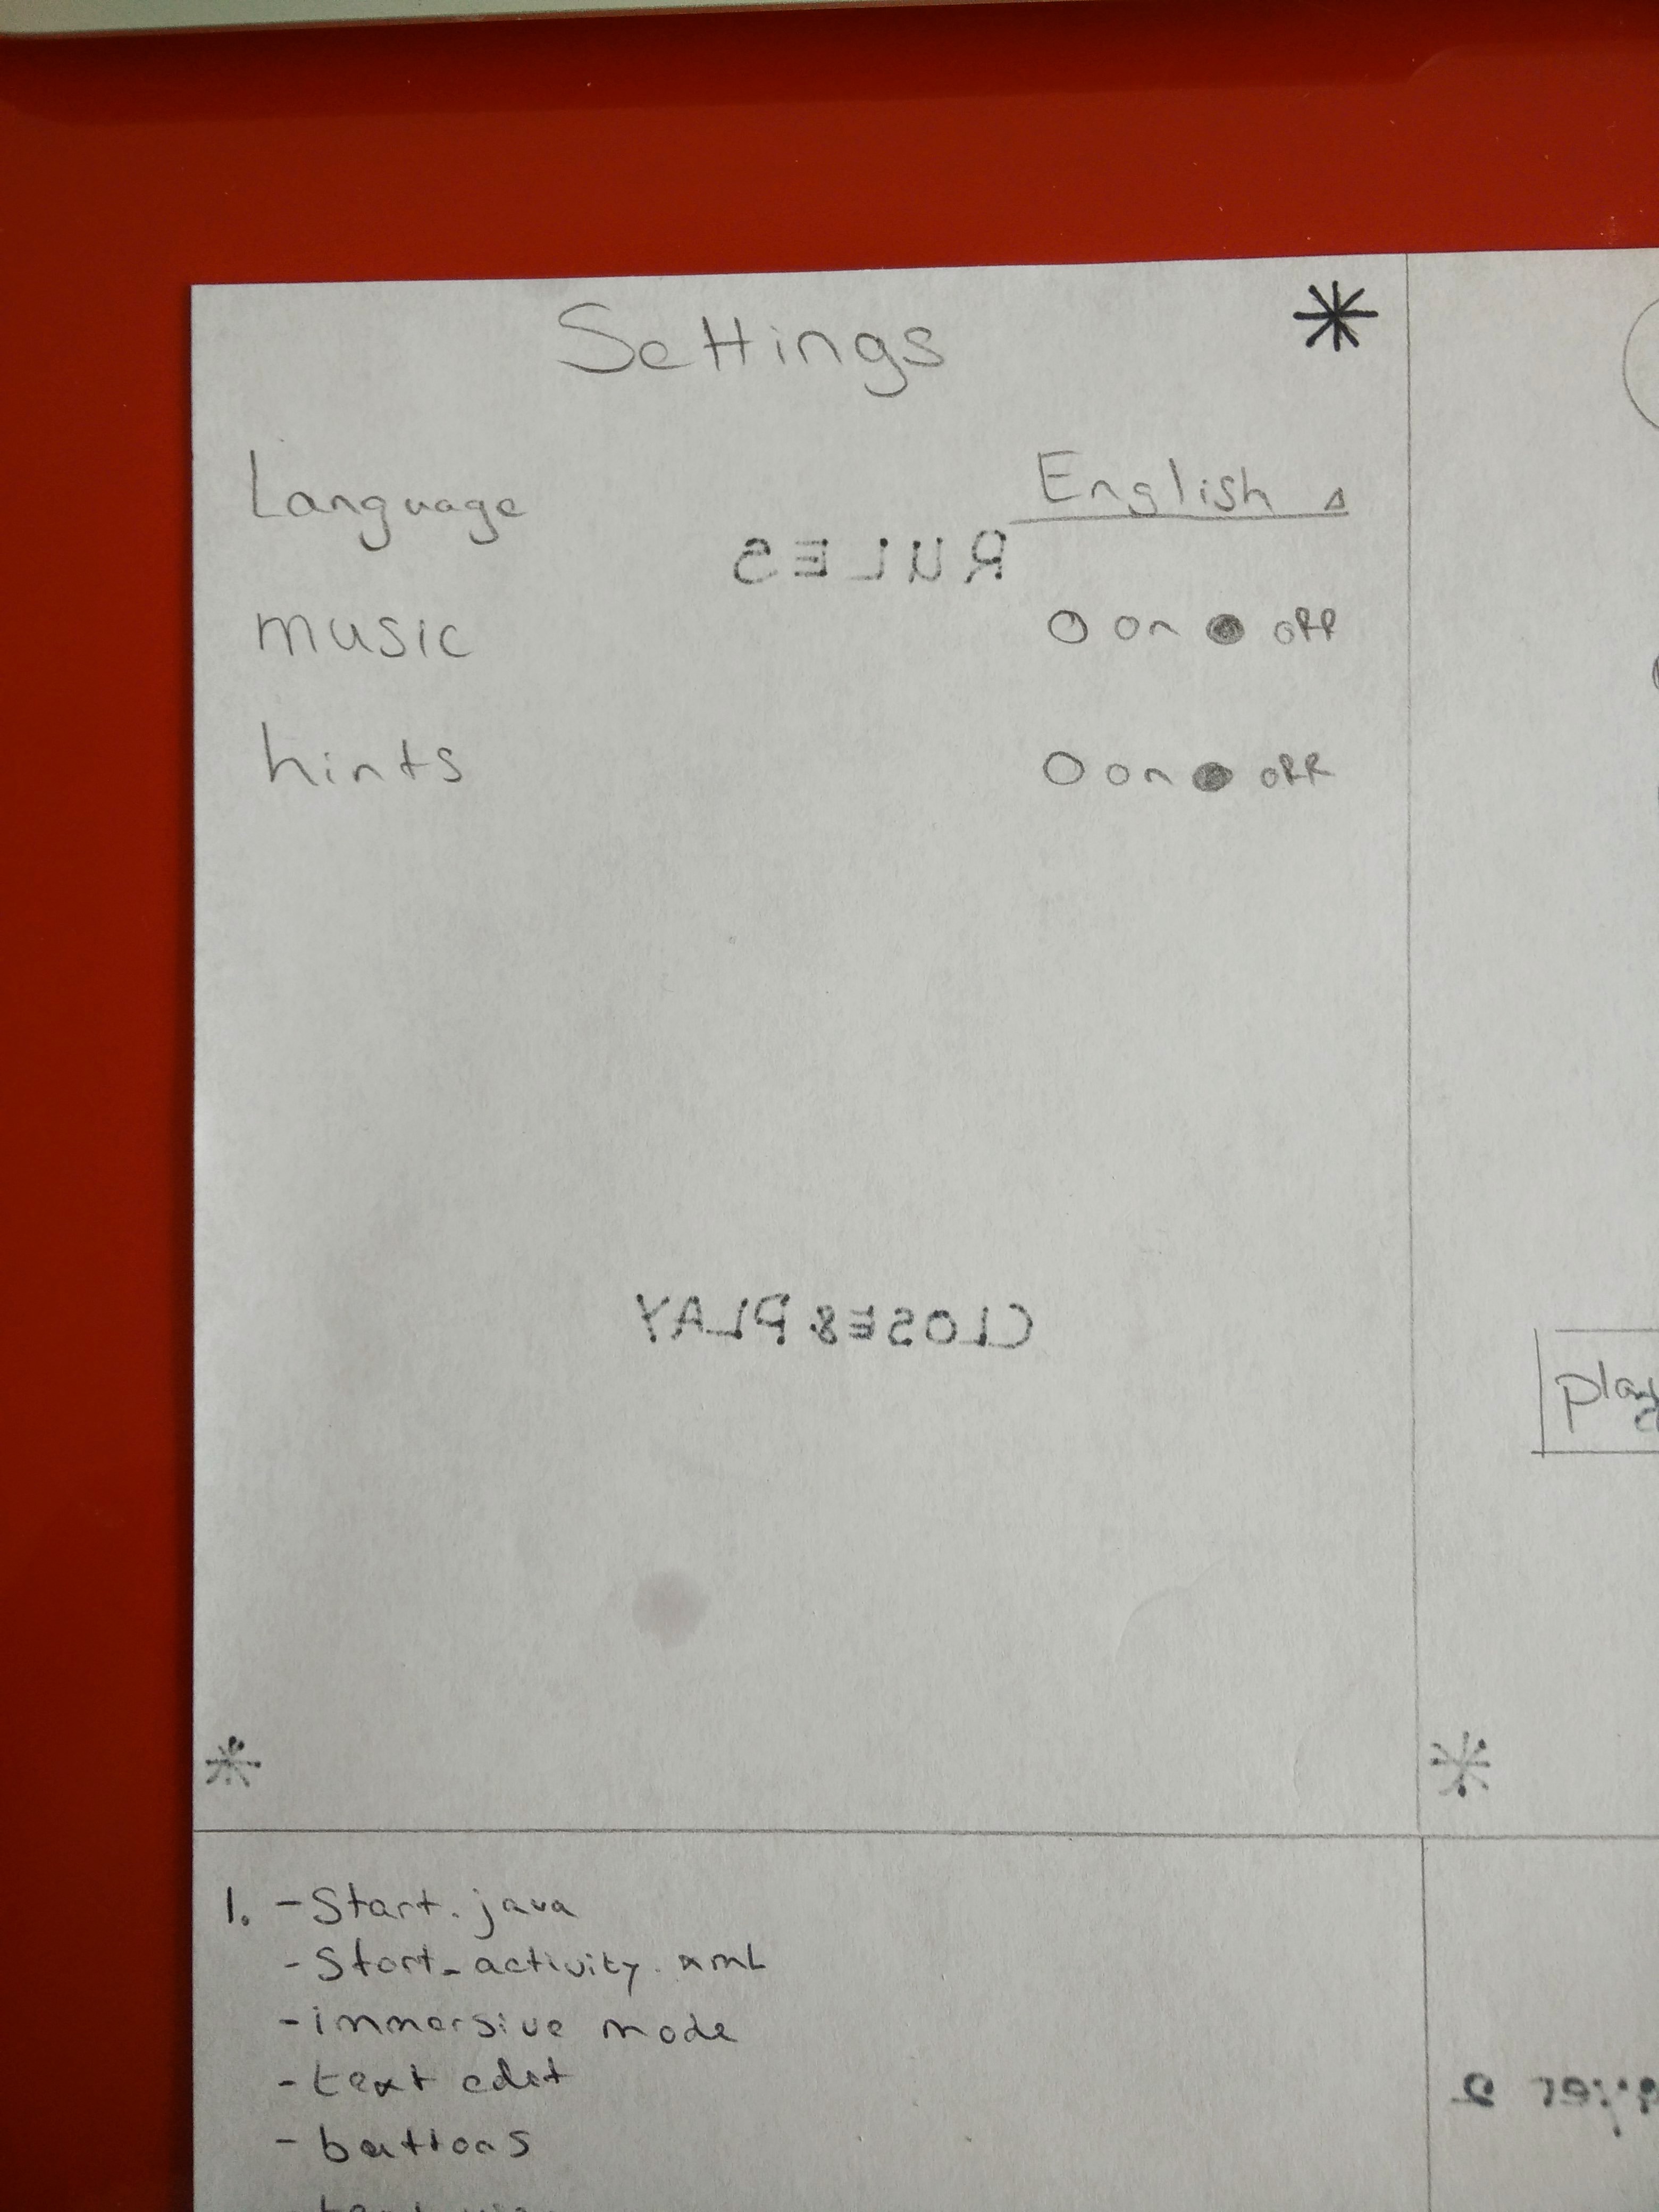 Settings
Language English
RULES
music O on ● off
hints O on ● off
CLOSE & PLAY
play
1. - Start.java
- Start_activity.xml
- immersive mode
- text edit
- buttons